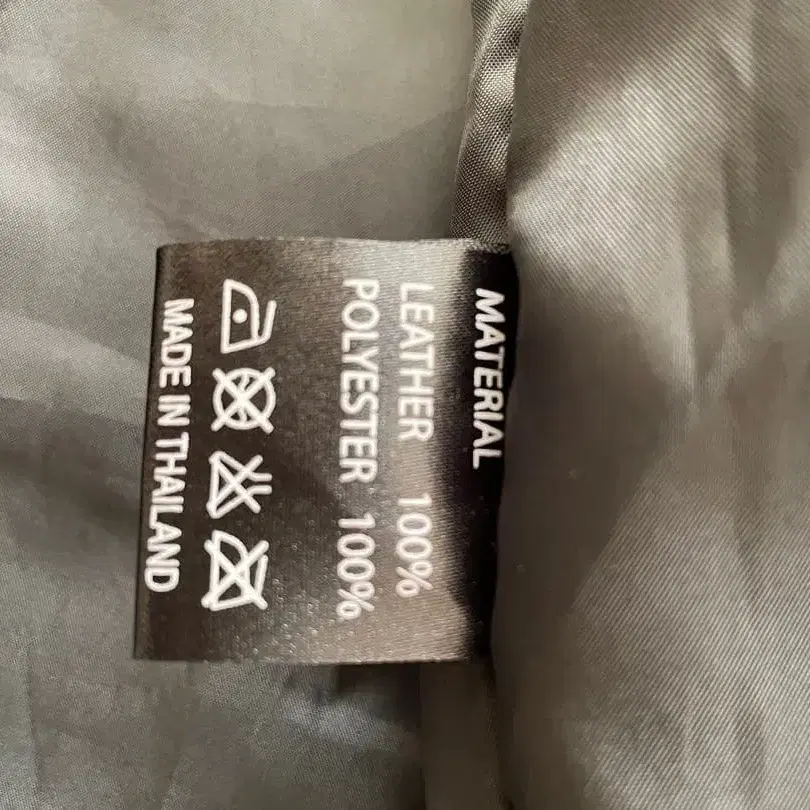 MATERIAL
LEATHER 100%
POLYESTER 100%
MADE IN THAILAND